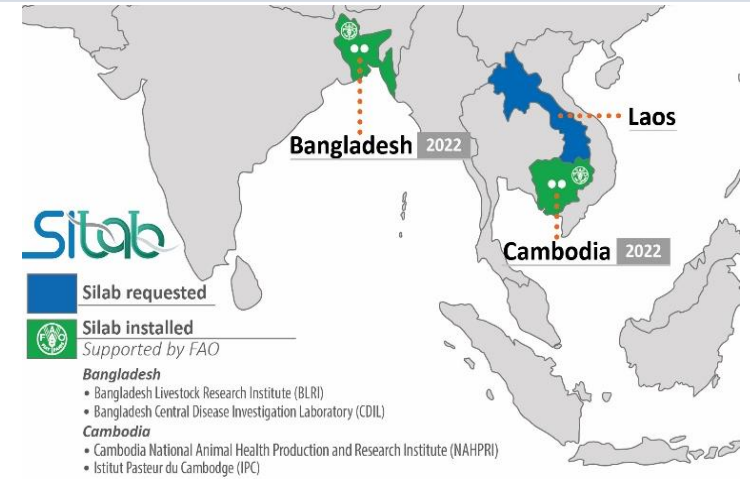 Bangladesh 2022
Laos
Cambodia 2022
Silab
Silab requested
FAO
Silab installed
Supported by FAO
Bangladesh
• Bangladesh Livestock Research Institute (BLRI)
• Bangladesh Central Disease Investigation Laboratory (CDIL)
Cambodia
• Cambodia National Animal Health Production and Research Institute (NAHPRI)
• Istitut Pasteur du Cambodge (IPC)